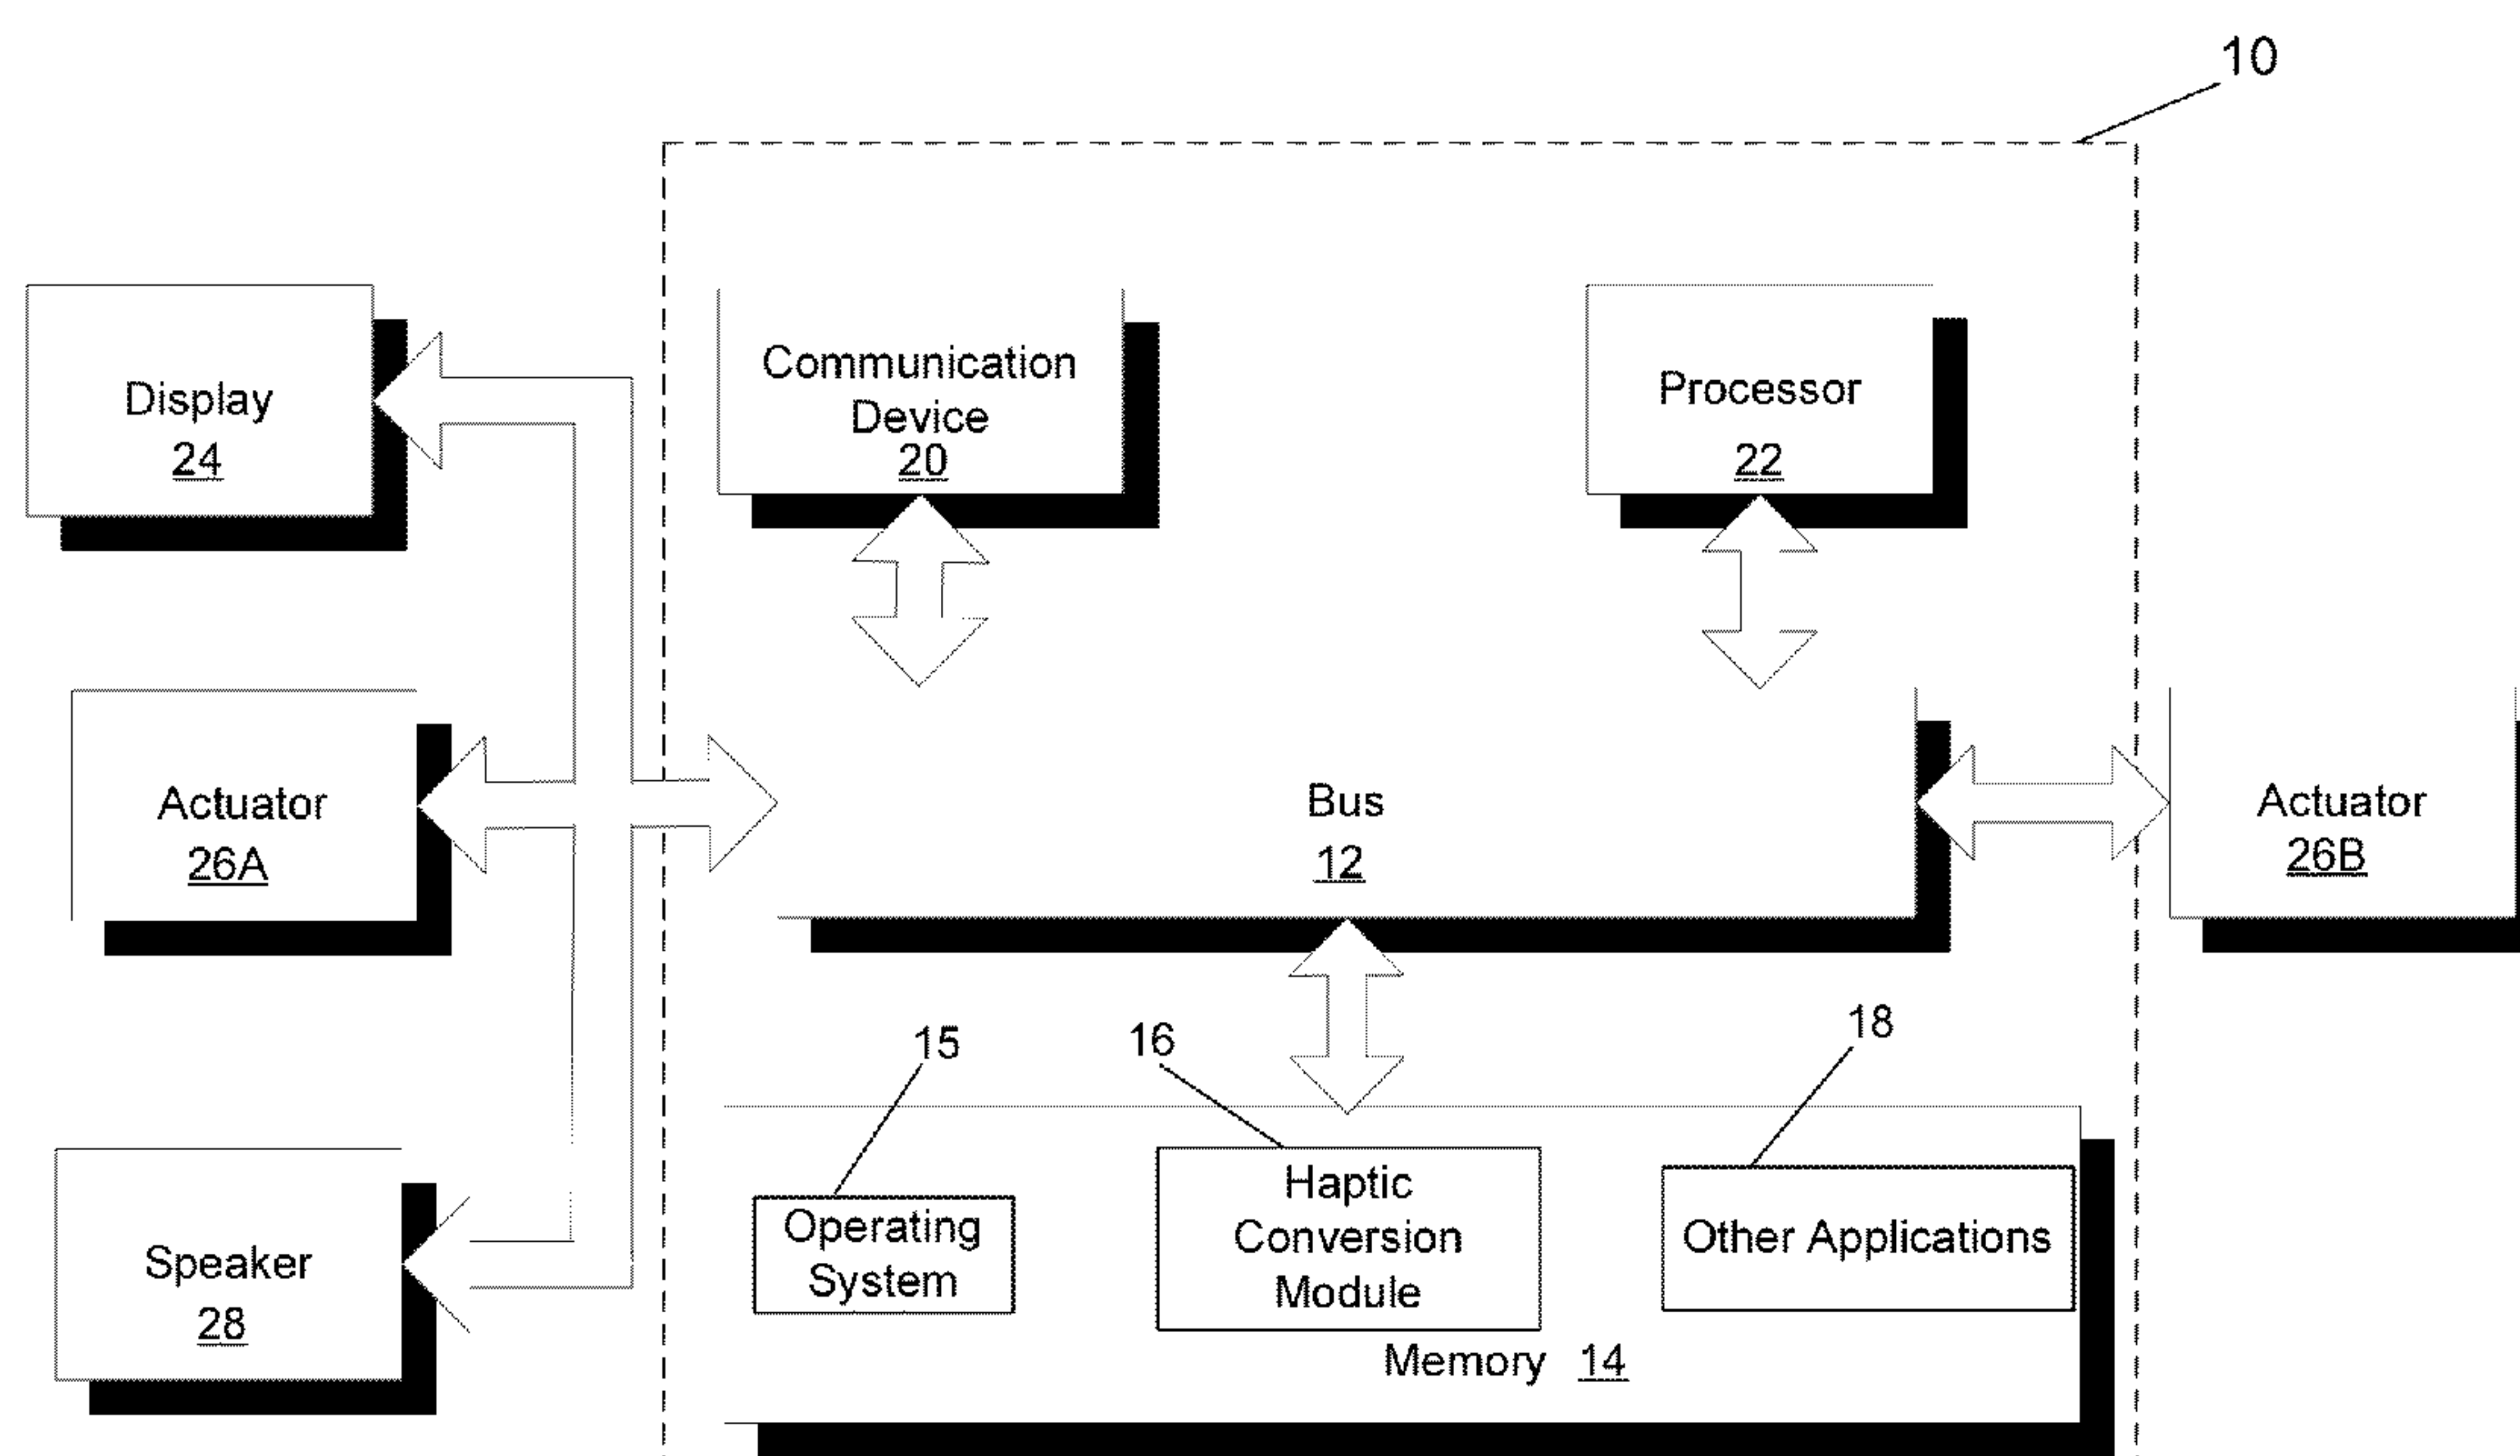 10
Display
24
Communication
Device
20
Processor
22
Actuator
26A
Bus
12
Actuator
26B
15
16
18
Operating
System
Haptic
Conversion
Module
Other Applications
Speaker
28
Memory 14